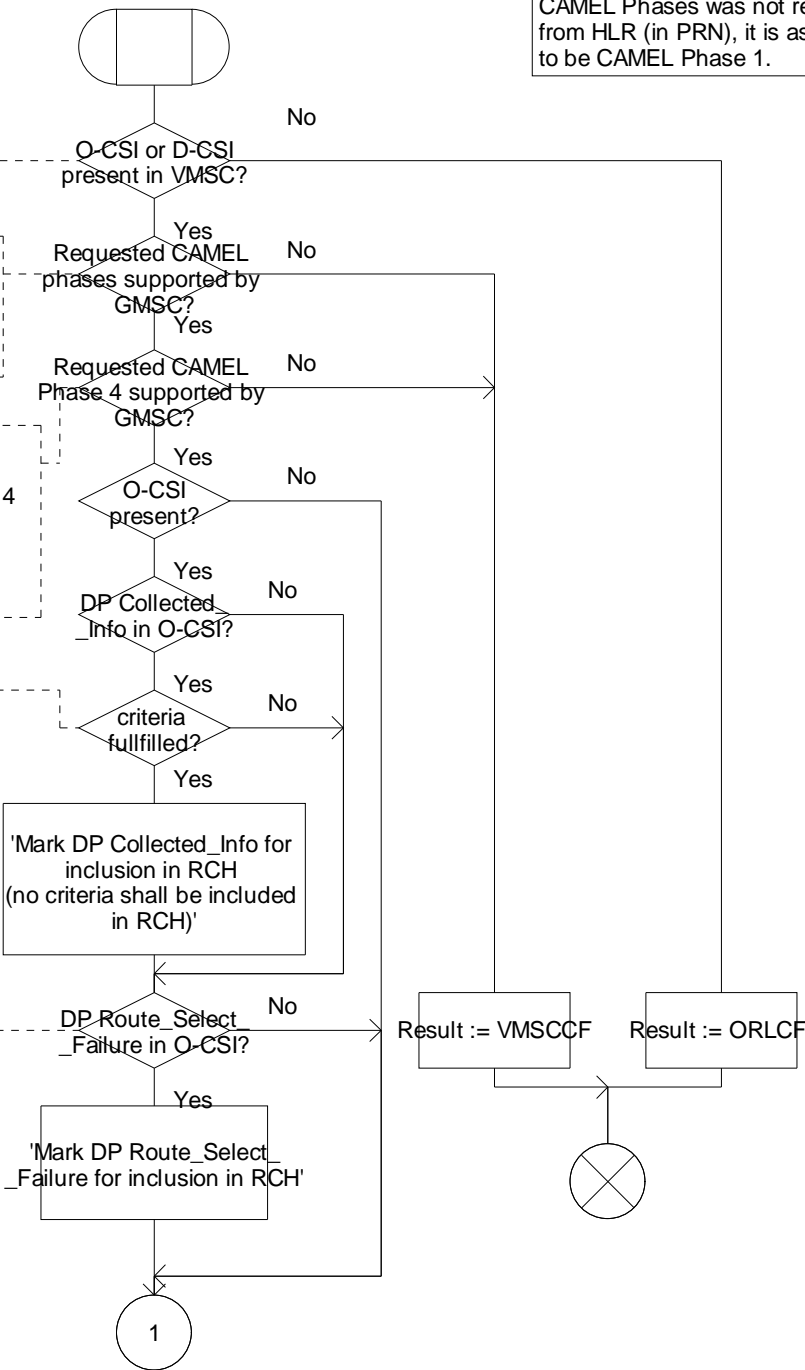 CAMEL Phases was not
from HLR (in PRN), it is
to be CAMEL Phase 1.
No
O-CSI or D-CSI
present in VMSC?
Yes
Requested CAMEL
phases supported by
GMSC?
No
Yes
Requested CAMEL
Phase 4 supported by
GMSC?
No
Yes
4
O-CSI
present?
No
Yes
DP Collected_
_Info in O-CSI?
No
Yes
criteria
fullfilled?
No
Yes
'Mark DP Collected_Info for
inclusion in RCH
(no criteria shall be included
in RCH)'
DP Route_Select_
_Failure in O-CSI?
No
Result := VMSCCF
Result := ORLCF
Yes
'Mark DP Route_Select_
_Failure for inclusion in RCH'
1